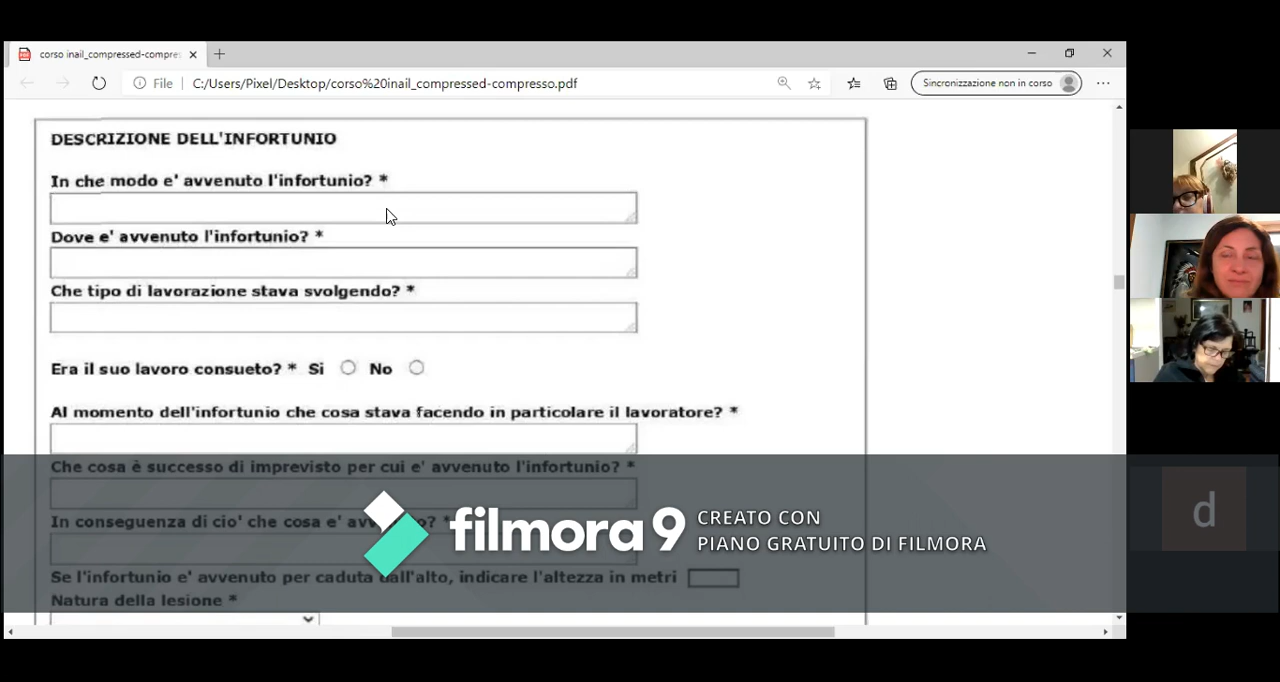 corso inail_compressed-compre
File
C:/Users/Pixel/Desktop/corso%20inail_compressed-compresso.pdf
Sincronizzazione non in corso
DESCRIZIONE DELL'INFORTUNIO
In che modo e' avvenuto l'infortunio? *
Dove e' avvenuto l'infortunio? *
Che tipo di lavorazione stava svolgendo? *
Era il suo lavoro consueto? * Si No
Al momento dell'infortunio che cosa stava facendo in particolare il lavoratore? *
Che cosa è successo di imprevisto per cui e' avvenuto l'infortunio? *
In conseguenza di cio' che cosa e' avvenuto? *
Se l'infortunio e' avvenuto per caduta dall'alto, indicare l'altezza in metri
Natura della lesione *
filmora 9
CREATO CON
PIANO GRATUITO DI FILMORA
d